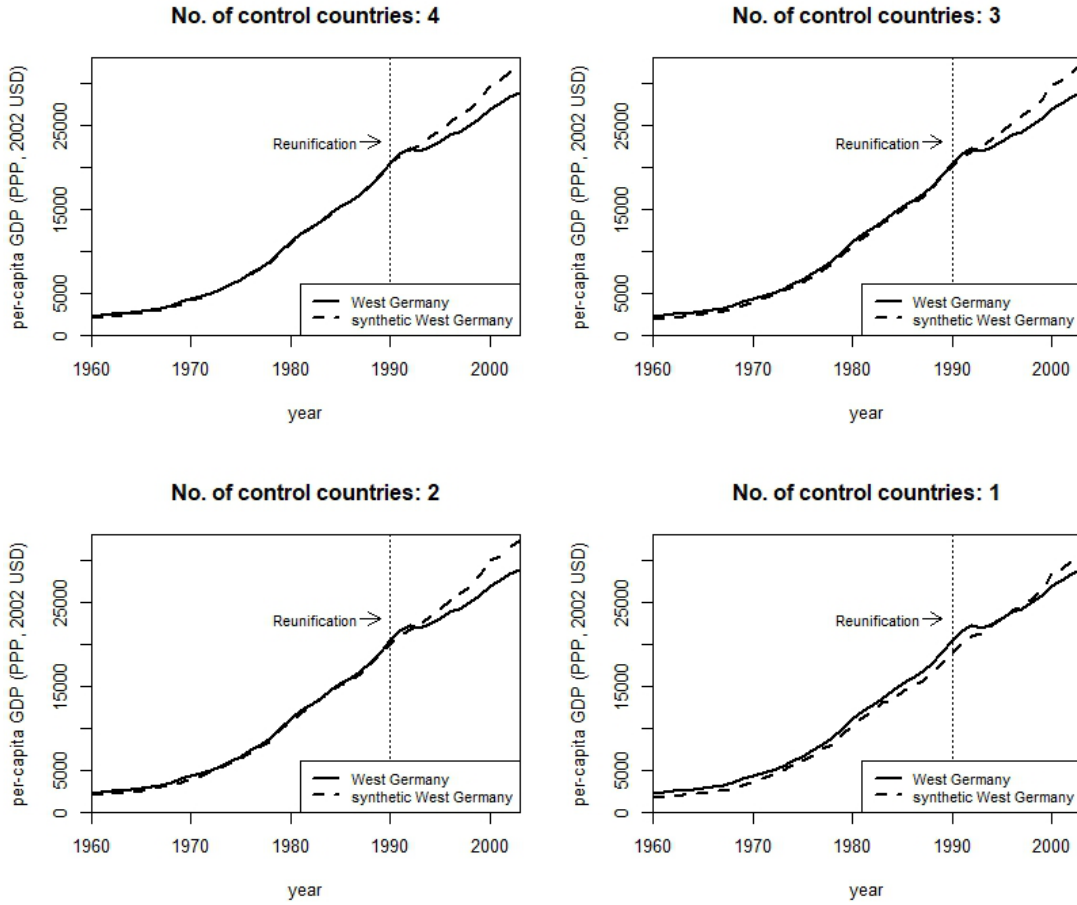 No. of control countries: 4
per-capita GDP (PPP, 2002 USD)
0 5000 15000 25000
Reunification
West Germany
synthetic West Germany
1960 1970 1980 1990 2000
year
No. of control countries: 3
per-capita GDP (PPP, 2002 USD)
0 5000 15000 25000
Reunification
West Germany
synthetic West Germany
1960 1970 1980 1990 2000
year
No. of control countries: 2
per-capita GDP (PPP, 2002 USD)
0 5000 15000 25000
Reunification
West Germany
synthetic West Germany
1960 1970 1980 1990 2000
year
No. of control countries: 1
per-capita GDP (PPP, 2002 USD)
0 5000 15000 25000
Reunification
West Germany
synthetic West Germany
1960 1970 1980 1990 2000
year